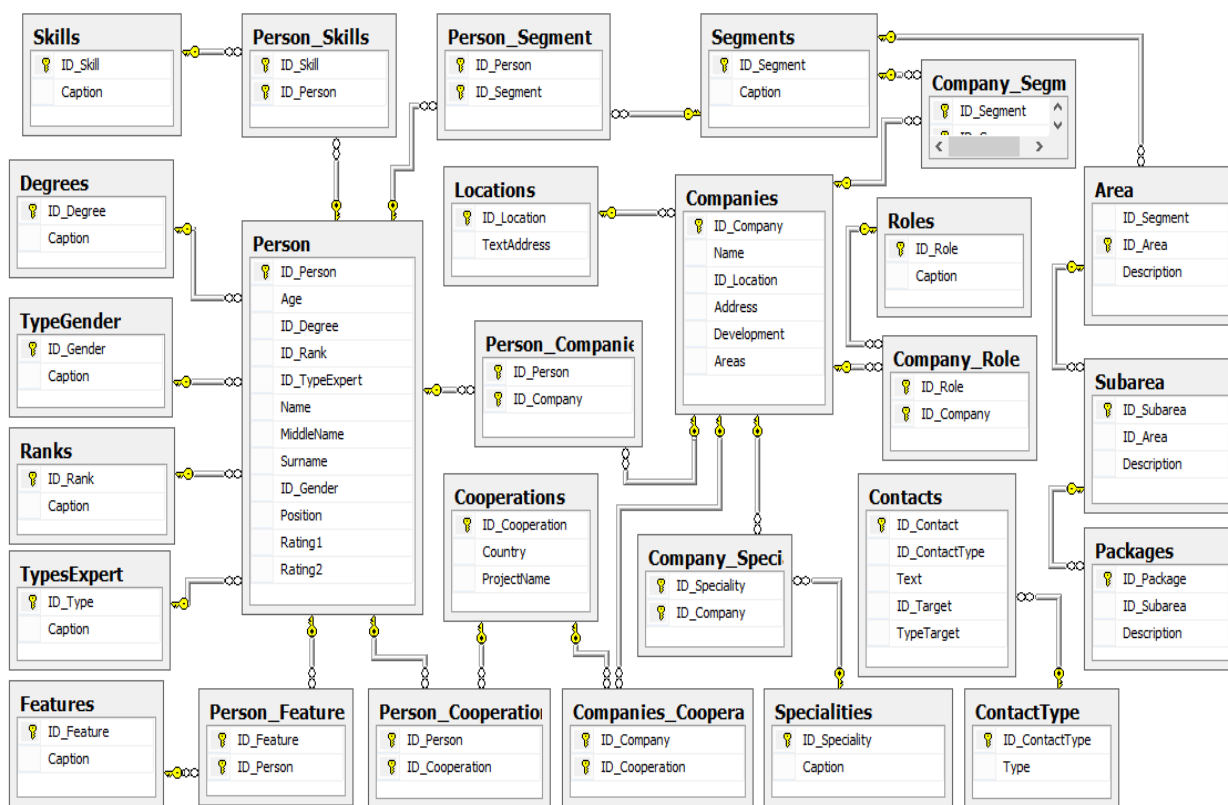 Skills
ID_Skill
Caption
Person_Skills
ID_Skill
ID_Person
Person_Segment
ID_Person
ID_Segment
Segments
ID_Segment
Caption
Company_Segm
ID_Segment
Degrees
ID_Degree
Caption
Person
ID_Person
Age
ID_Degree
ID_Rank
ID_TypeExpert
Name
MiddleName
Surname
ID_Gender
Position
Rating1
Rating2
Locations
ID_Location
TextAddress
Companies
ID_Company
Name
ID_Location
Address
Development
Areas
Roles
ID_Role
Caption
Area
ID_Segment
ID_Area
Description
TypeGender
ID_Gender
Caption
Person_Companie
ID_Person
ID_Company
Company_Role
ID_Role
ID_Company
Subarea
ID_Subarea
ID_Area
Description
Ranks
ID_Rank
Caption
Cooperations
ID_Cooperation
Country
ProjectName
Company_Speci
ID_Speciality
ID_Company
Contacts
ID_Contact
ID_ContactType
Text
ID_Target
TypeTarget
Packages
ID_Package
ID_Subarea
Description
TypesExpert
ID_Type
Caption
Features
ID_Feature
Caption
Person_Feature
ID_Feature
ID_Person
Person_Cooperation
ID_Person
ID_Cooperation
Companies_Coopera
ID_Company
ID_Cooperation
Specialities
ID_Speciality
Caption
ContactType
ID_ContactType
Type